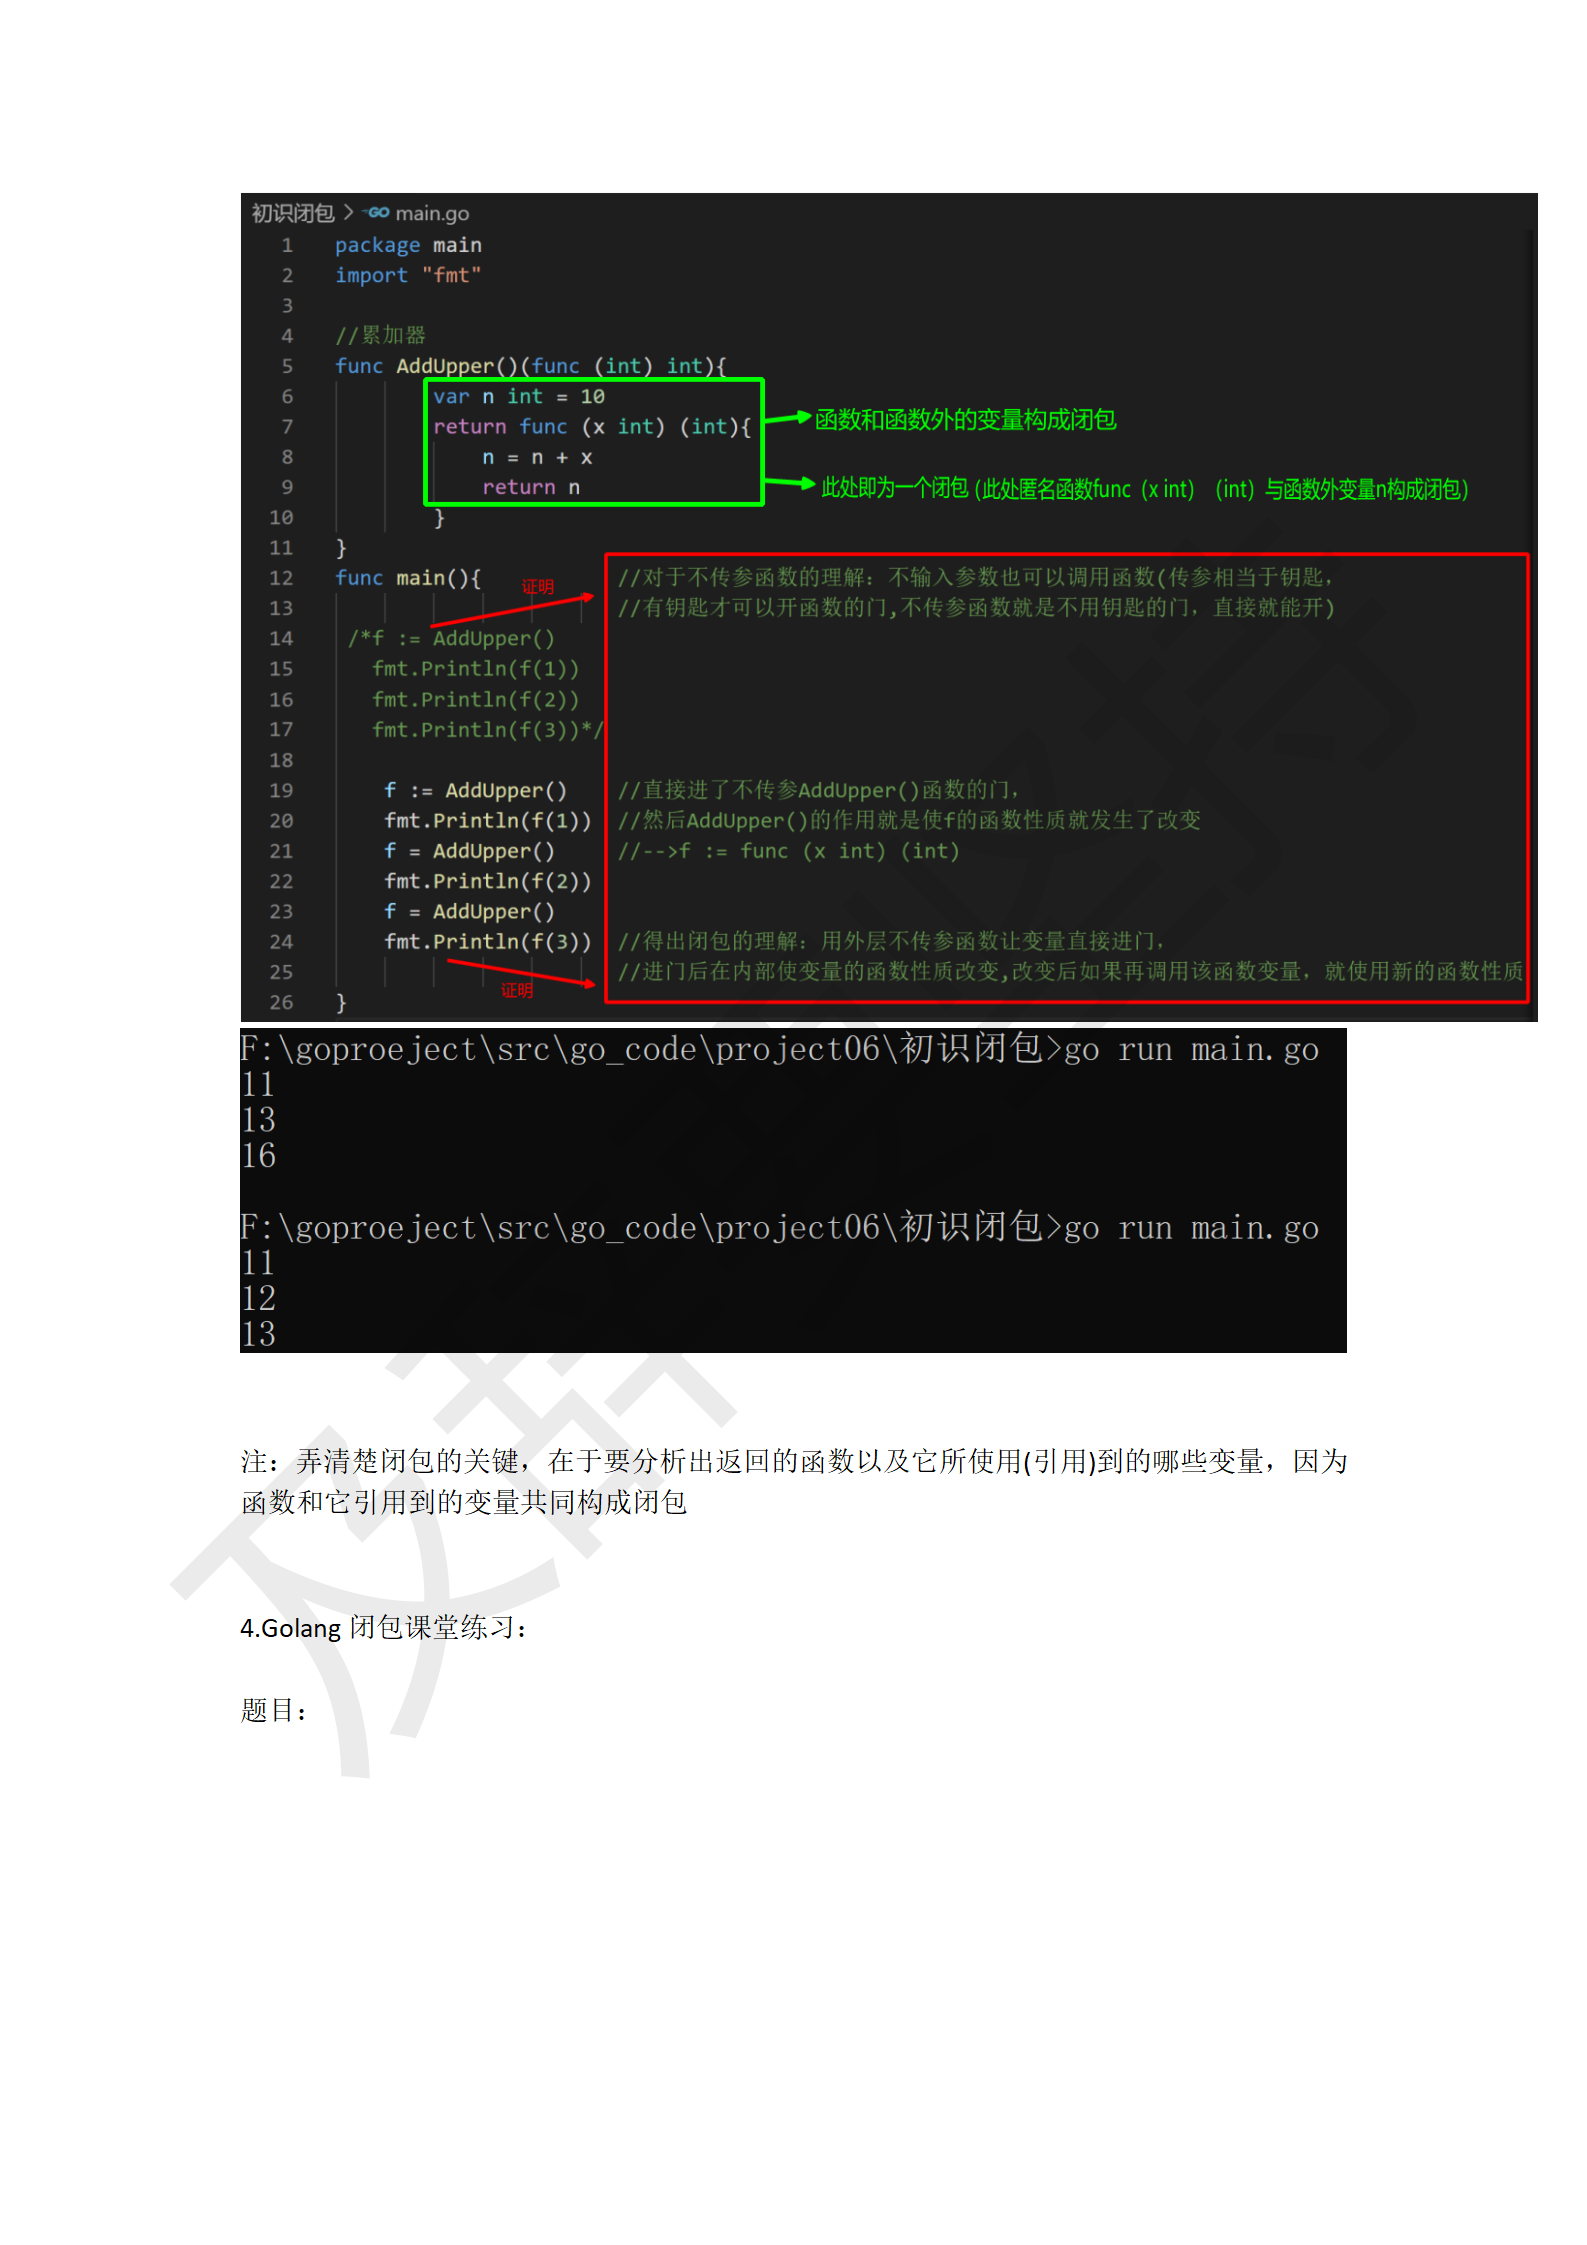 初识闭包 > GO main.go
1 package main
2 import "fmt"
3
4 //累加器
5 func AddUpper()(func (int) int){
6 var n int = 10
7 return func (x int) (int){
函数和函数外的变量构成闭包
8 n = n + x
9 return n
此处即为一个闭包 (此处匿名函数func (x int) (int) 与函数外变量n构成闭包)
10 }
11 }
12 func main(){ 证明 //对于不传参函数的理解: 不输入参数也可以调用函数(传参相当于钥匙,
13 //有钥匙才可以开函数的门,不传参函数就是不用钥匙的门, 直接就能开)
14 /*f := AddUpper()
15 fmt.Println(f(1))
16 fmt.Println(f(2))
17 fmt.Println(f(3))*/
18
19 f := AddUpper() //直接进了不传参AddUpper()函数的门,
20 fmt.Println(f(1)) //然后AddUpper()的作用就是使f的函数性质就发生了改变
21 f = AddUpper() //-->f := func (x int) (int)
22 fmt.Println(f(2))
23 f = AddUpper()
24 fmt.Println(f(3)) //得出闭包的理解: 用外层不传参函数让变量直接进门,
25 证明 //进门后在内部使变量的函数性质改变,改变后如果再调用该函数变量, 就使用新的函数性质
26 }
F:\goproeject\src\go_code\project06\初识闭包>go run main.go
11
13
16
F:\goproeject\src\go_code\project06\初识闭包>go run main.go
11
12
13
注：弄清楚闭包的关键，在于要分析出返回的函数以及它所使用(引用)到的哪些变量，因为
函数和它引用到的变量共同构成闭包
4.Golang 闭包课堂练习：
题目：